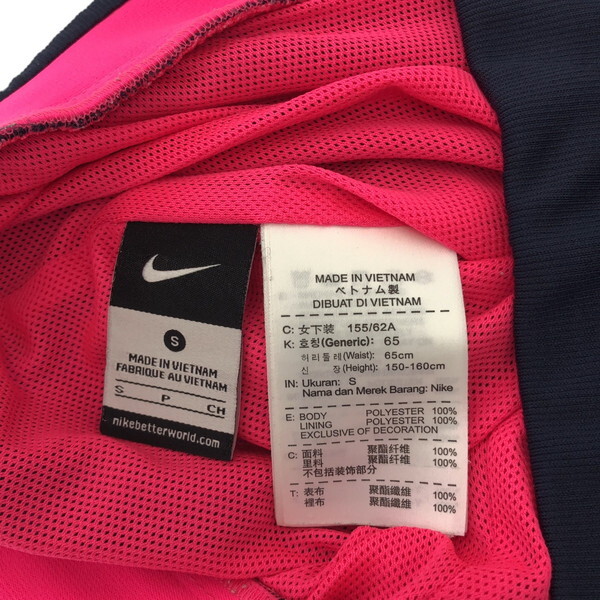 S
MADE IN VIETNAM
FABRIQUE AU VIETNAM
S P CH
nikebetterworld.com
MADE IN VIETNAM
ベトナム製
DIBUAT DI VIETNAM
C: 女下装 155/62A
K: 호칭(Generic): 65
허리둘레(Waist): 65cm
신 장(Height): 150-160cm
IN: Ukuran: S
Nama dan Merek Barang: Nike
E: BODY POLYESTER 100%
LINING POLYESTER 100%
EXCLUSIVE OF DECORATION
C: 面料 聚酯纤维 100%
里料 聚酯纤维 100%
不包括装饰部分
T: 表布 聚酯纖維 100%
裡布 聚酯纖維 100%